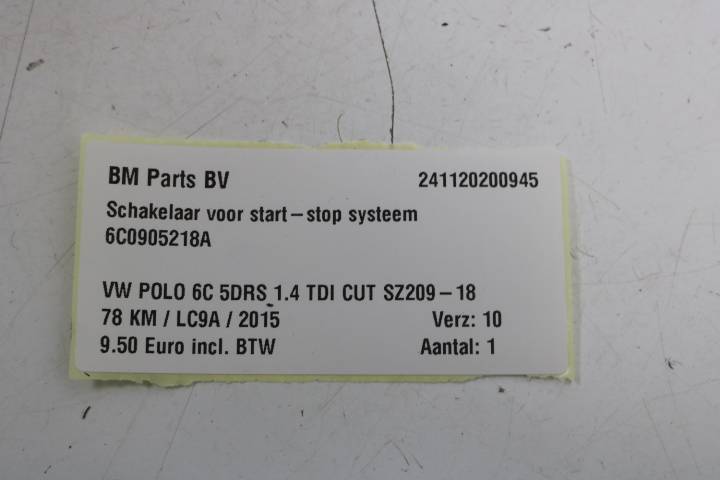 BM Parts BV 241120200945
Schakelaar voor start-stop systeem
6C0905218A
VW POLO 6C 5DRS 1.4 TDI CUT SZ209-18
78 KM / LC9A / 2015 Verz: 10
9.50 Euro incl. BTW Aantal: 1